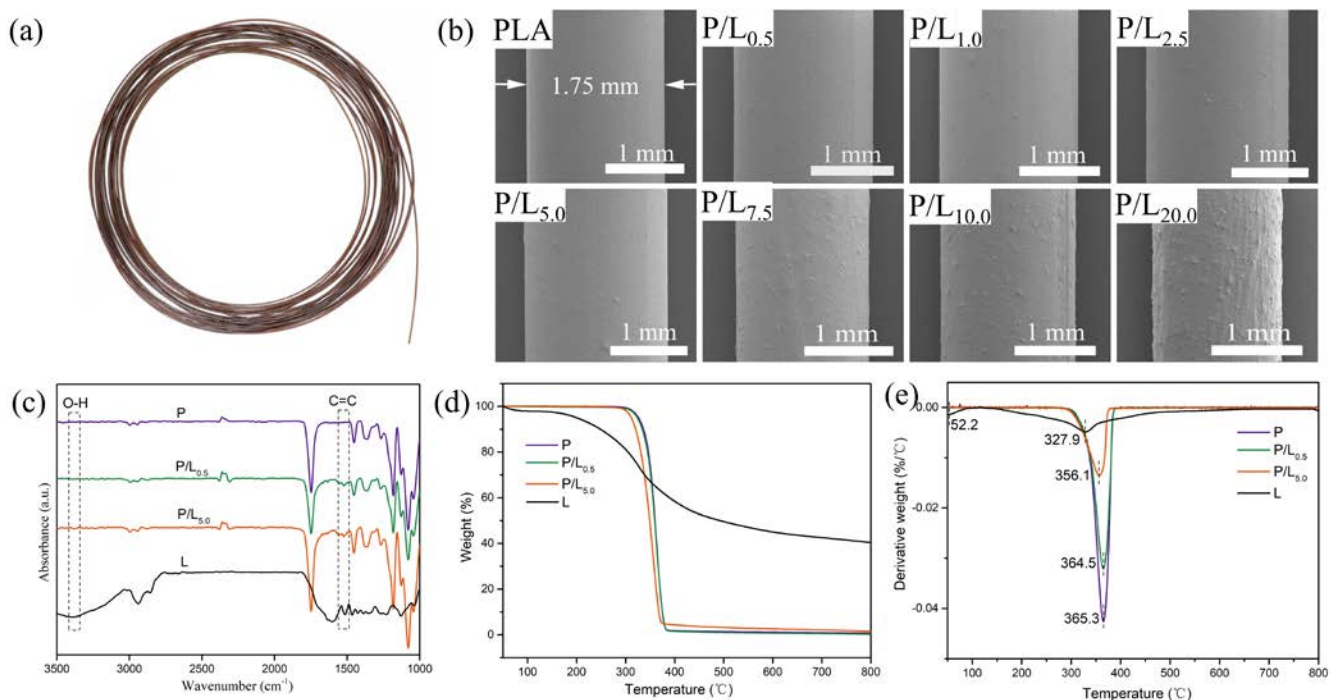 (a)
(b)
PLA
P/L0.5
P/L1.0
P/L2.5
1.75 mm
1 mm
1 mm
1 mm
1 mm
P/L5.0
P/L7.5
P/L10.0
P/L20.0
1 mm
1 mm
1 mm
1 mm
(c)
O-H
C=C
P
P/L0.5
P/L5.0
L
Absorbance (a.u.)
3500 3000 2500 2000 1500 1000
Wavenumber (cm-1)
(d)
100
80
60
40
20
0
Weight (%)
P
P/L0.5
P/L5.0
L
100 200 300 400 500 600 700 800
Temperature (℃)
(e)
0.00
-0.02
-0.04
Derivative weight (%/℃)
52.2
327.9
356.1
364.5
365.3
P
P/L0.5
P/L5.0
L
100 200 300 400 500 600 700 800
Temperature (℃)